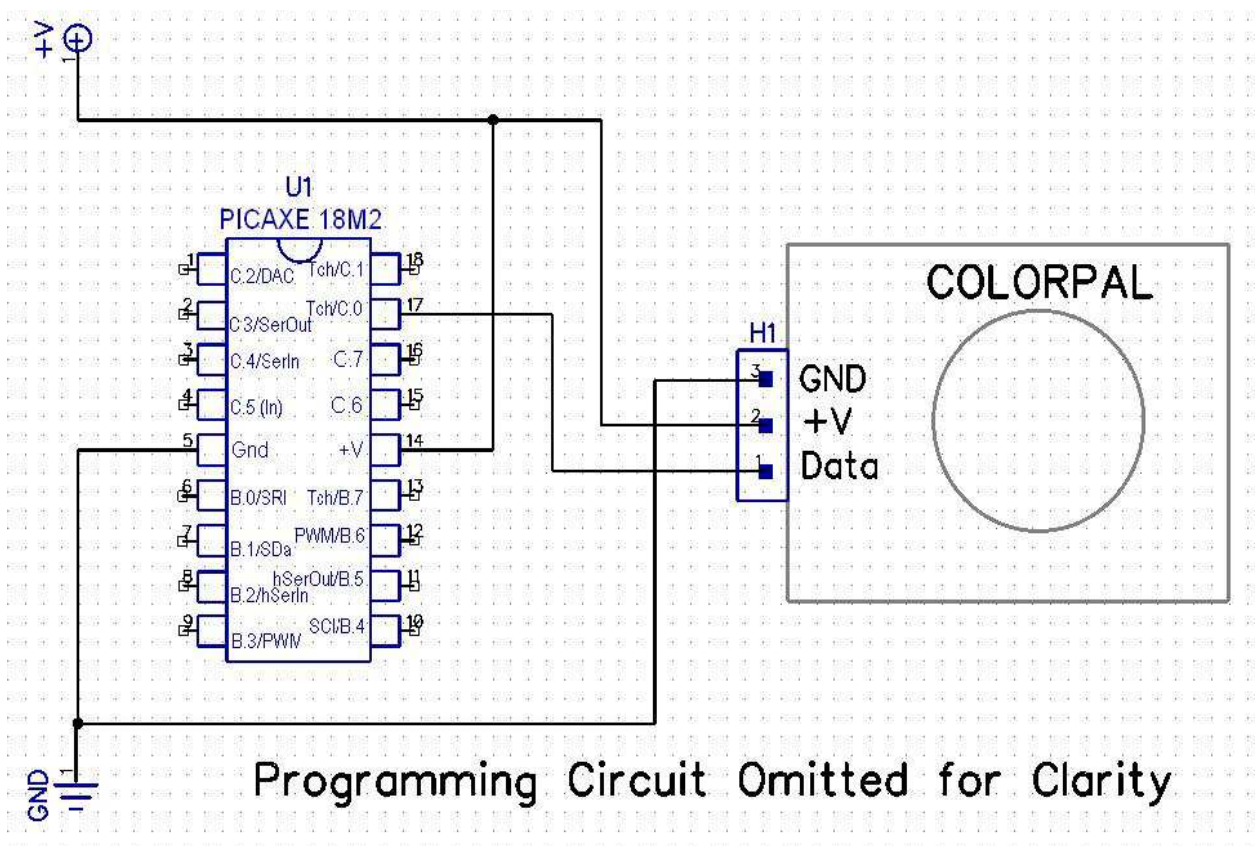 +V
1
U1
PICAXE 18M2
1 C.2/DAC Tch/C.1 18
2 C.3/SerOut Tch/C.0 17
3 C.4/SerIn C.7 16
4 C.5 (In) C.6 15
5 Gnd +V 14
6 B.0/SRI Tch/B.7 13
7 B.1/SDa PWM/B.6 12
8 B.2/hSerIn hSerOut/B.5 11
9 B.3/PWM SCl/B.4 10
COLORPAL
H1
3 GND
2 +V
1 Data
GND
1
Programming Circuit Omitted for Clarity